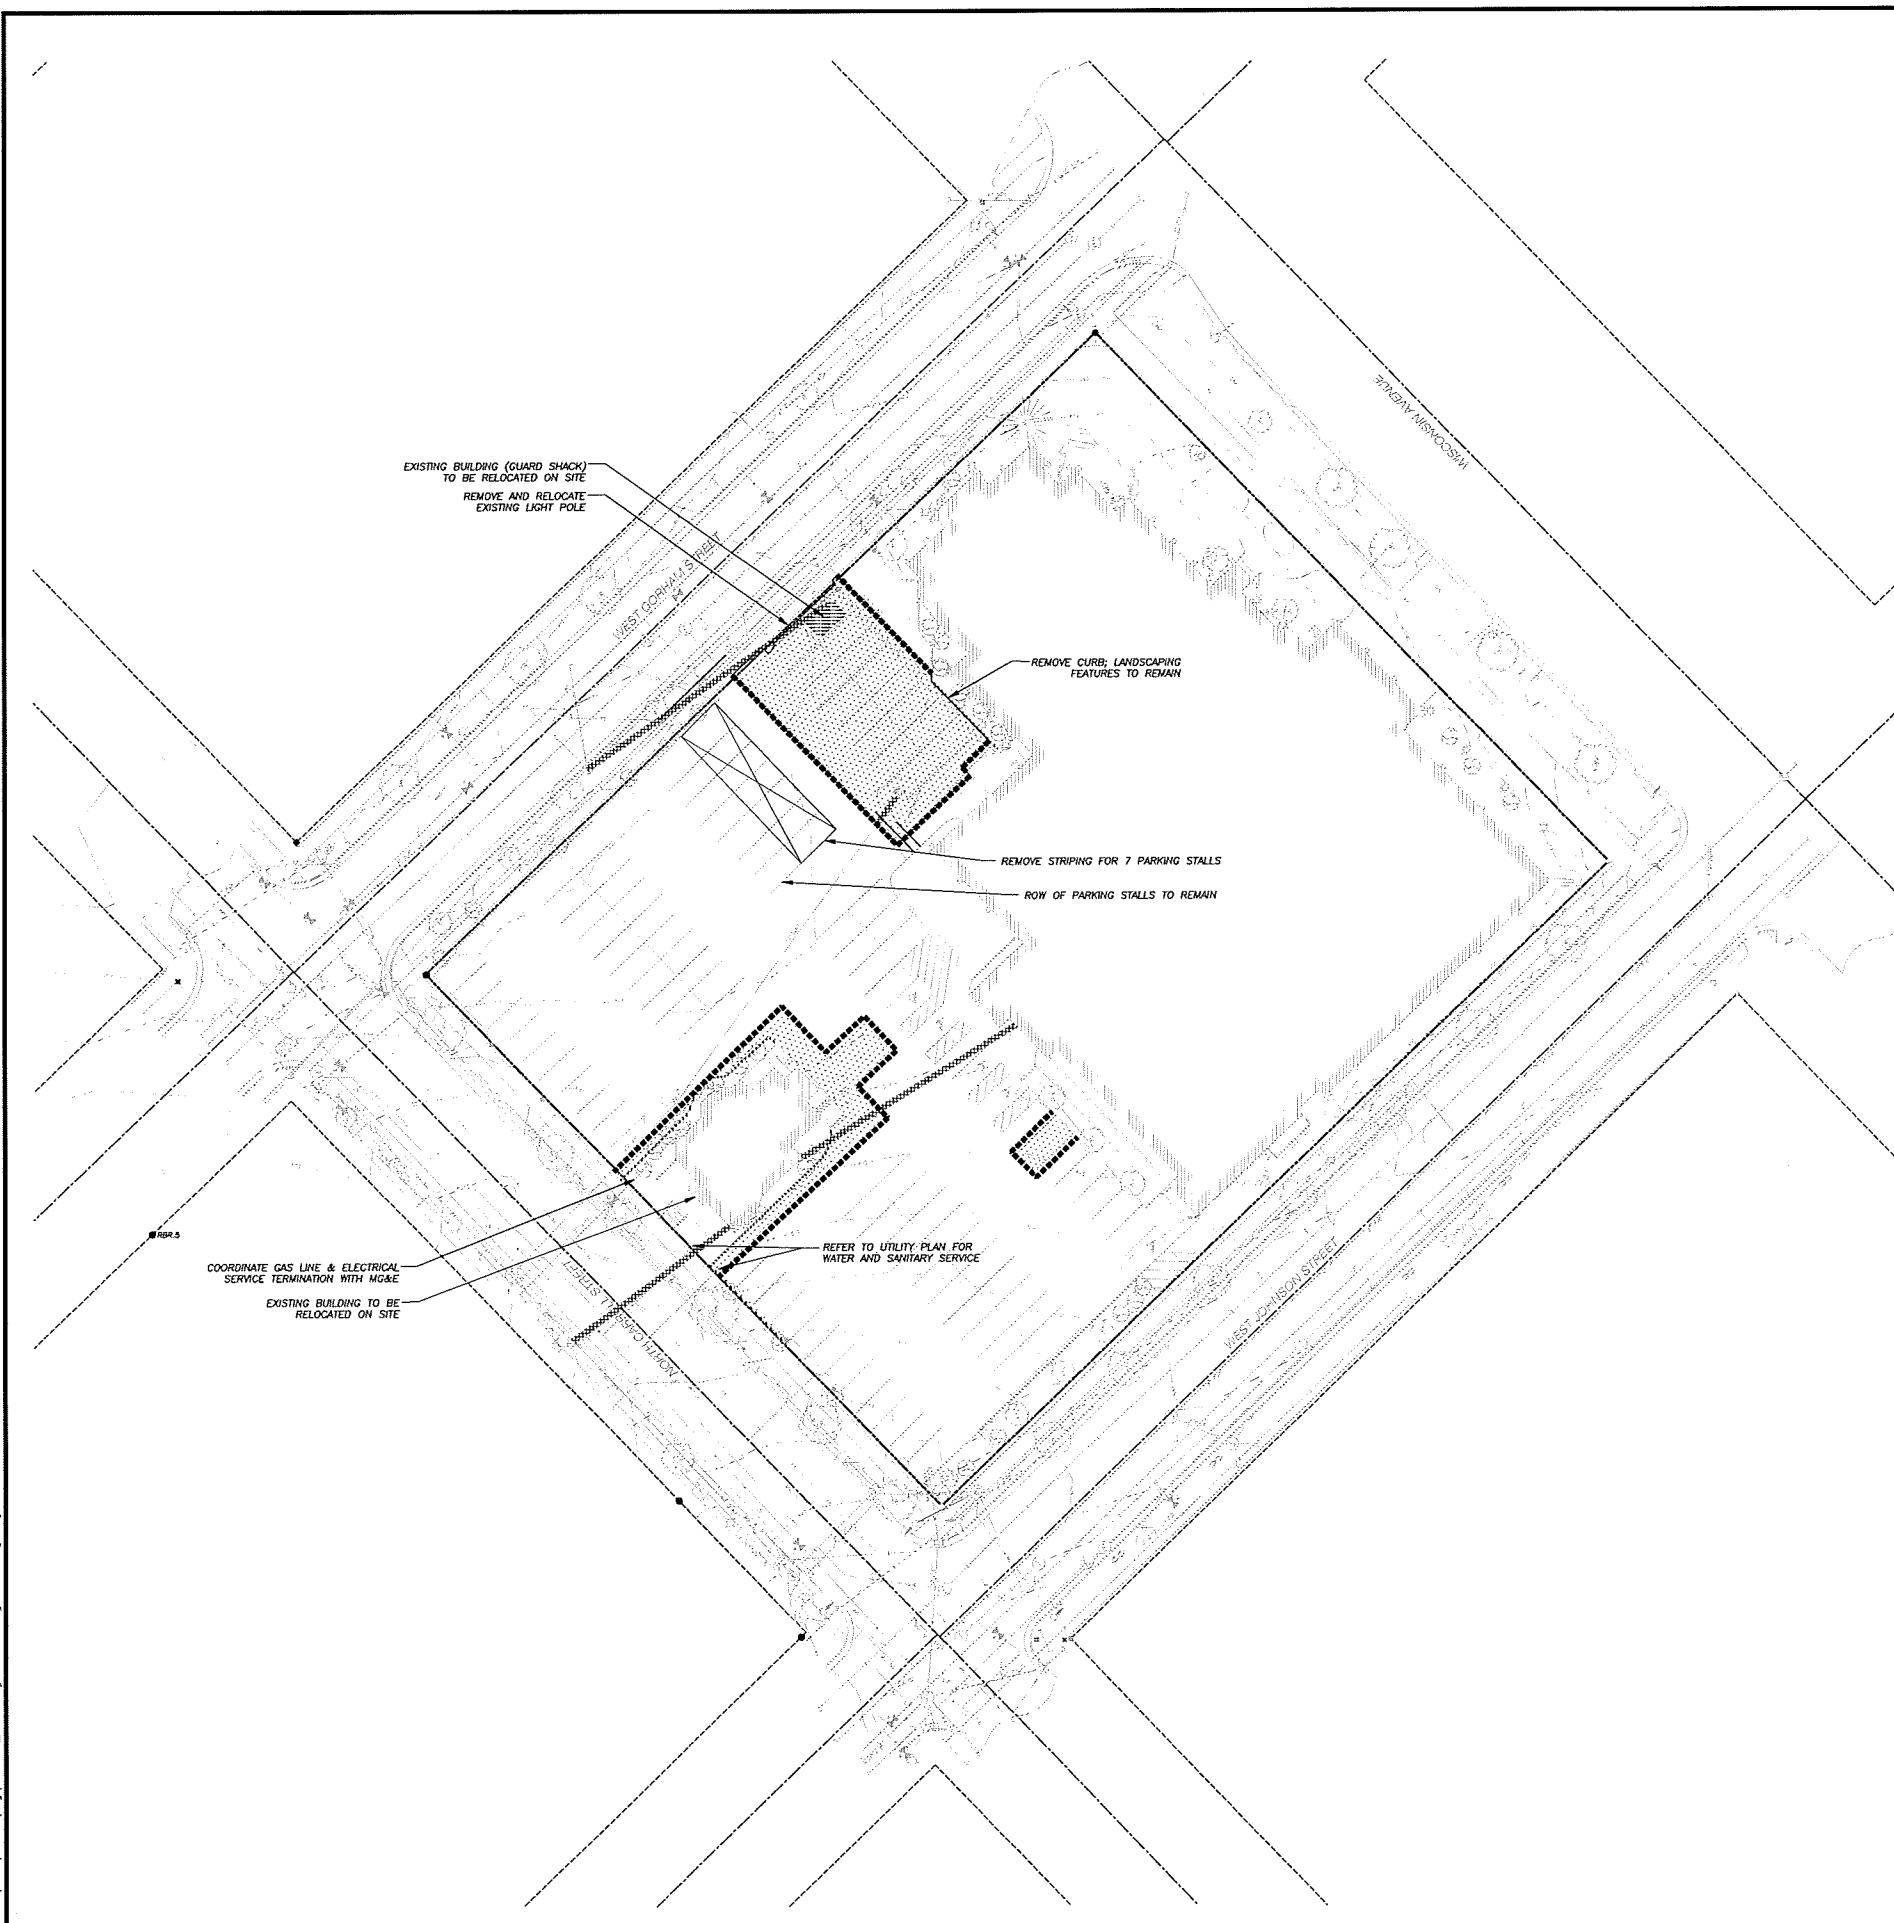 WISCONSIN AVENUE
EXISTING BUILDING (GUARD SHACK)
TO BE RELOCATED ON SITE
REMOVE AND RELOCATE
EXISTING LIGHT POLE
WEST GORHAM STREET
REMOVE CURB; LANDSCAPING
FEATURES TO REMAIN
REMOVE STRIPING FOR 7 PARKING STALLS
ROW OF PARKING STALLS TO REMAIN
RBR.5
COORDINATE GAS LINE & ELECTRICAL
SERVICE TERMINATION WITH MG&E
EXISTING BUILDING TO BE
RELOCATED ON SITE
REFER TO UTILITY PLAN FOR
WATER AND SANITARY SERVICE
NORTH CARROLL STREET
WEST JOHNSON STREET